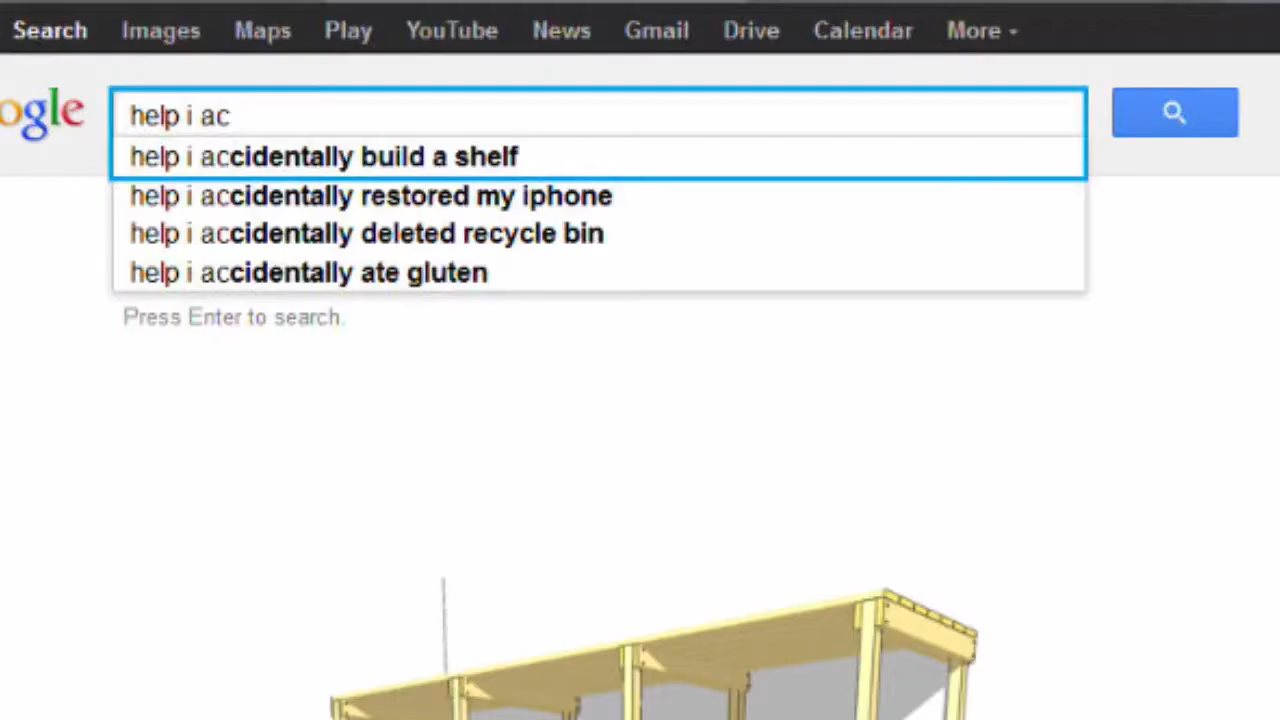 Search Images Maps Play YouTube News Gmail Drive Calendar More
ogle
help i ac
help i accidentally build a shelf
help i accidentally restored my iphone
help i accidentally deleted recycle bin
help i accidentally ate gluten
Press Enter to search.